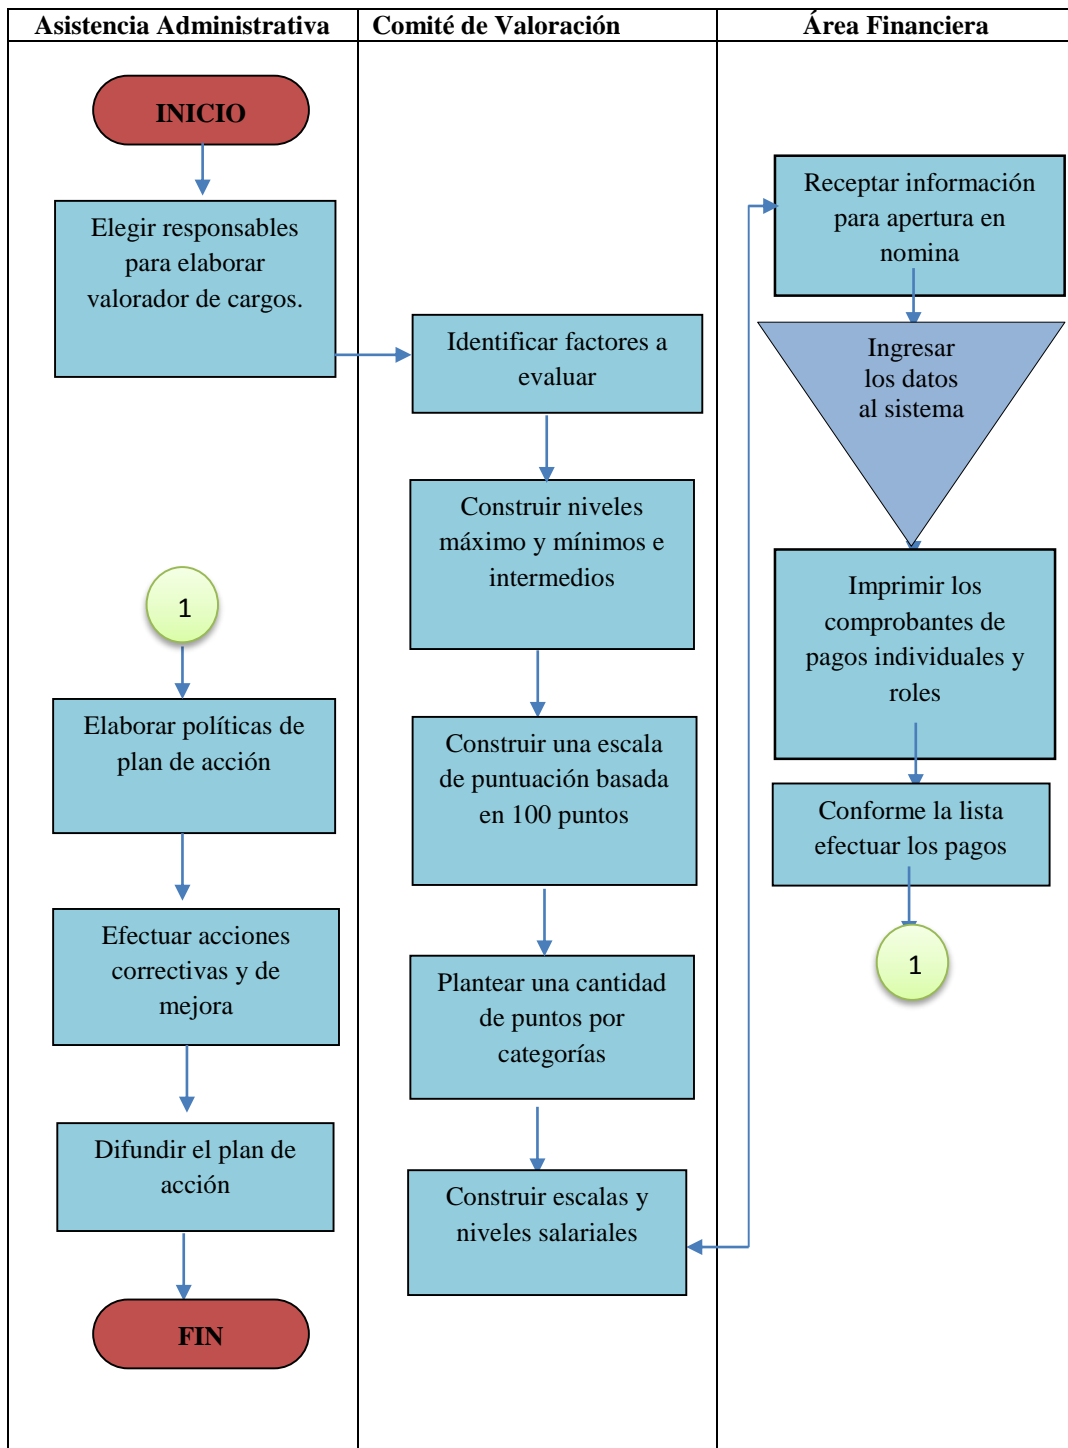 Asistencia Administrativa
Comité de Valoración
Área Financiera
INICIO
Elegir responsables
para elaborar
valorador de cargos.
1
Elaborar políticas de
plan de acción
Efectuar acciones
correctivas y de
mejora
Difundir el plan de
acción
FIN
Identificar factores a
evaluar
Construir niveles
máximo y mínimos e
intermedios
Construir una escala
de puntuación basada
en 100 puntos
Plantear una cantidad
de puntos por
categorías
Construir escalas y
niveles salariales
Receptar información
para apertura en
nomina
Ingresar
los datos
al sistema
Imprimir los
comprobantes de
pagos individuales y
roles
Conforme la lista
efectuar los pagos
1